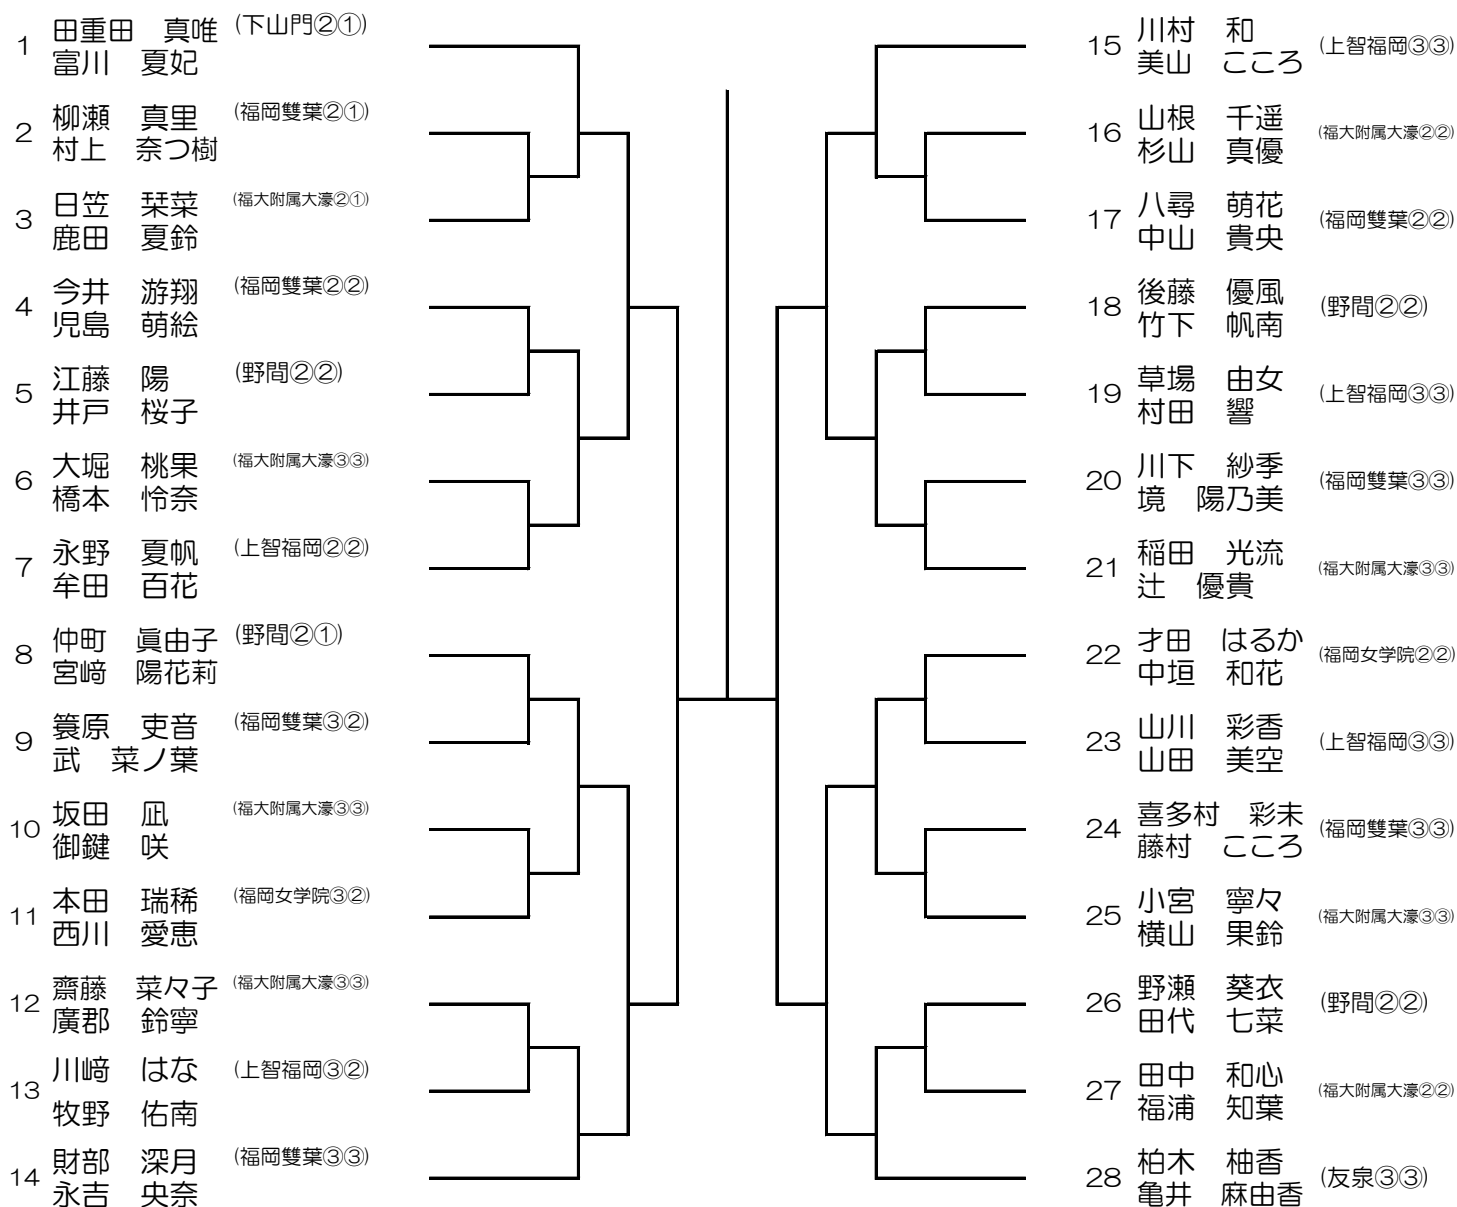 1 田重田 真唯 (下山門②①)
富川 夏妃
2 柳瀬 真里 (福岡雙葉②①)
村上 奈つ樹
3 日笠 栞菜 (福大附属大濠②①)
鹿田 夏鈴
4 今井 游翔 (福岡雙葉②②)
児島 萌絵
5 江藤 陽 (野間②②)
井戸 桜子
6 大堀 桃果 (福大附属大濠③③)
橋本 怜奈
7 永野 夏帆 (上智福岡②②)
牟田 百花
8 仲町 眞由子 (野間②①)
宮﨑 陽花莉
9 簑原 吏音 (福岡雙葉③②)
武 菜ノ葉
10 坂田 凪 (福大附属大濠③③)
御鍵 咲
11 本田 瑞稀 (福岡女学院③②)
西川 愛恵
12 齋藤 菜々子 (福大附属大濠③③)
廣郡 鈴寧
13 川﨑 はな (上智福岡③②)
牧野 佑南
14 財部 深月 (福岡雙葉③③)
永吉 央奈
15 川村 和 (上智福岡③③)
美山 こころ
16 山根 千遥 (福大附属大濠②②)
杉山 真優
17 八尋 萌花 (福岡雙葉②②)
中山 貴央
18 後藤 優風 (野間②②)
竹下 帆南
19 草場 由女 (上智福岡③③)
村田 響
20 川下 紗季 (福岡雙葉③③)
境 陽乃美
21 稲田 光流 (福大附属大濠③③)
辻 優貴
22 才田 はるか (福岡女学院②②)
中垣 和花
23 山川 彩香 (上智福岡③③)
山田 美空
24 喜多村 彩未 (福岡雙葉③③)
藤村 こころ
25 小宮 寧々 (福大附属大濠③③)
横山 果鈴
26 野瀬 葵衣 (野間②②)
田代 七菜
27 田中 和心 (福大附属大濠②②)
福浦 知葉
28 柏木 柚香 (友泉③③)
亀井 麻由香